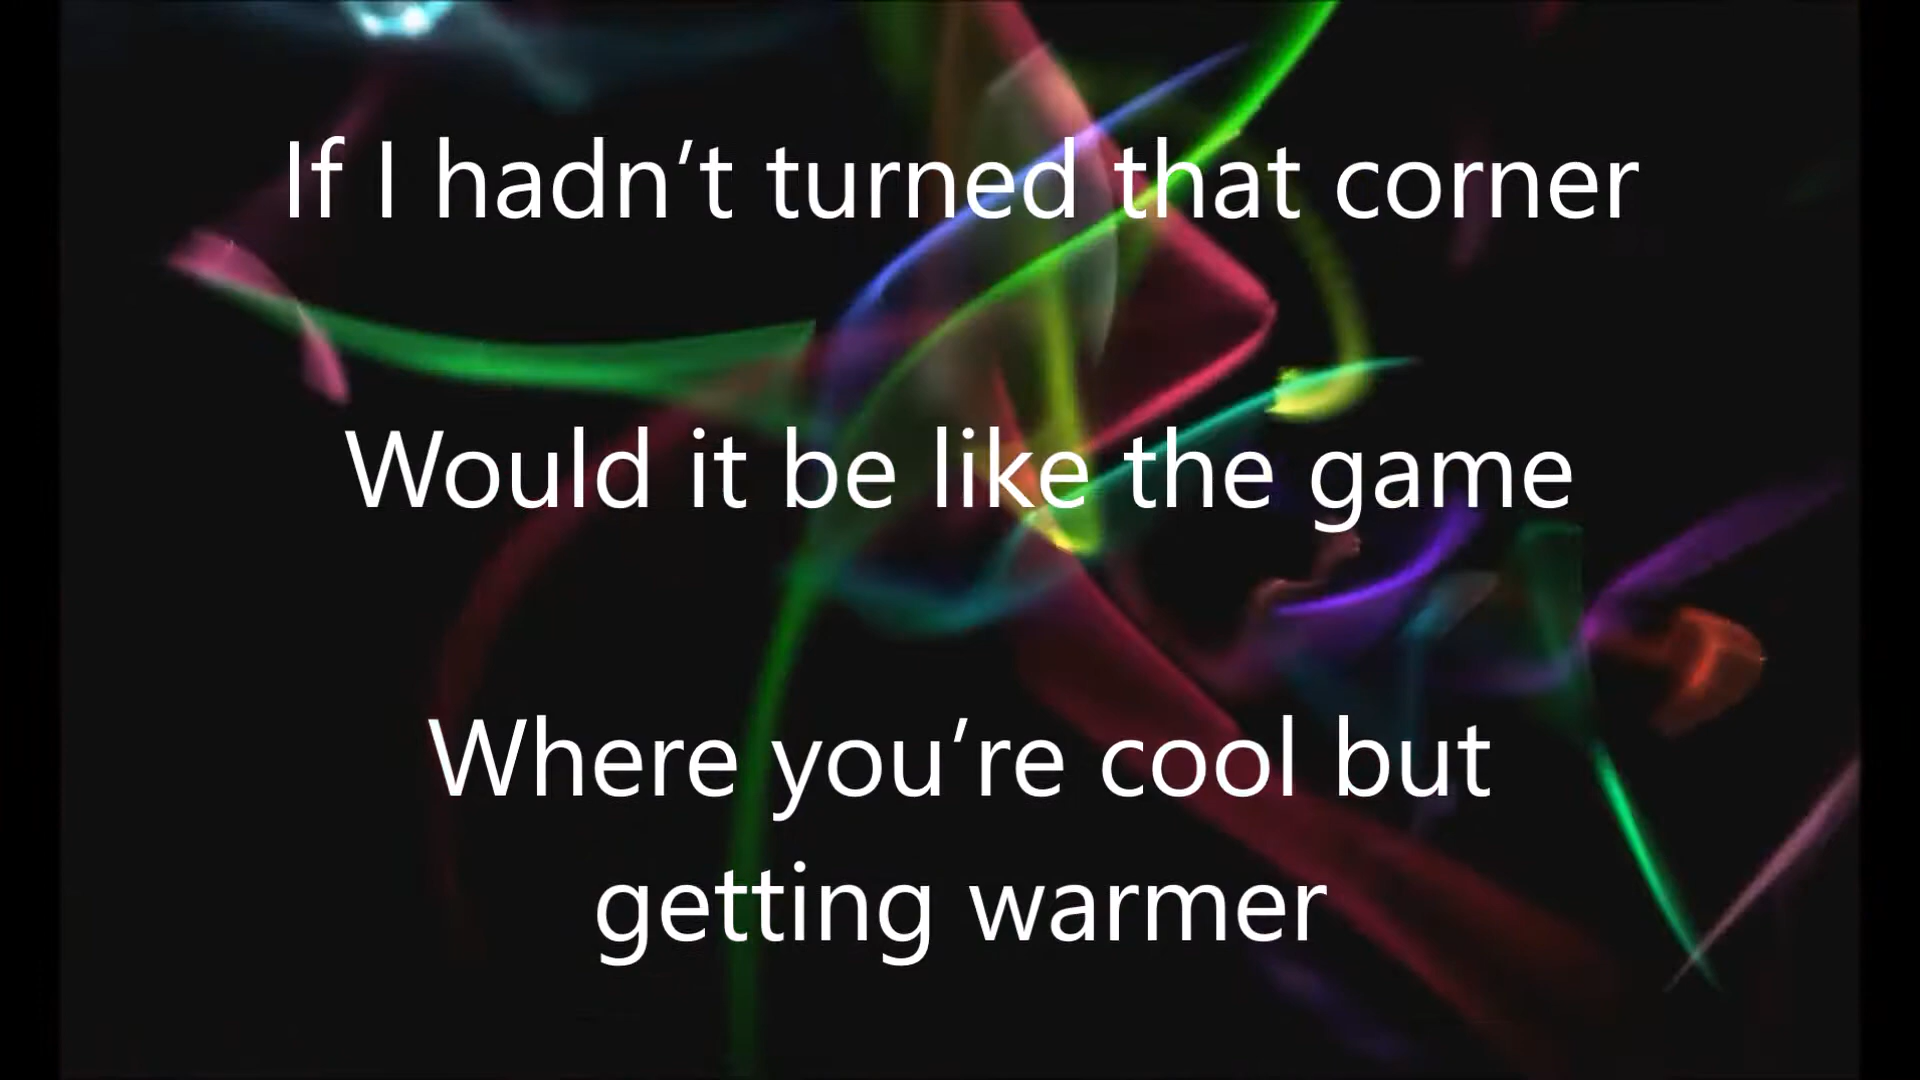 If I hadn’t turned that corner
Would it be like the game
Where you’re cool but
getting warmer